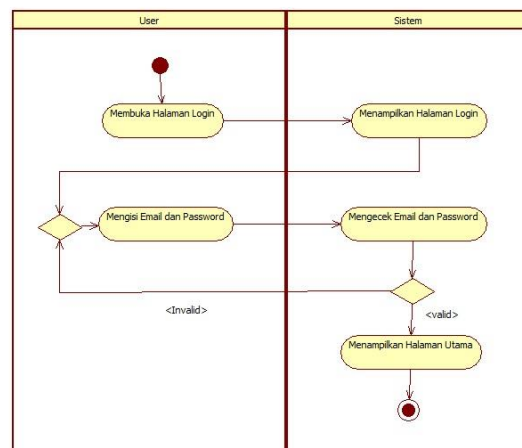 User
Sistem
Membuka Halaman Login
Menampilkan Halaman Login
Mengisi Email dan Password
Mengecek Email dan Password
<Invalid>
<valid>
Menampilkan Halaman Utama